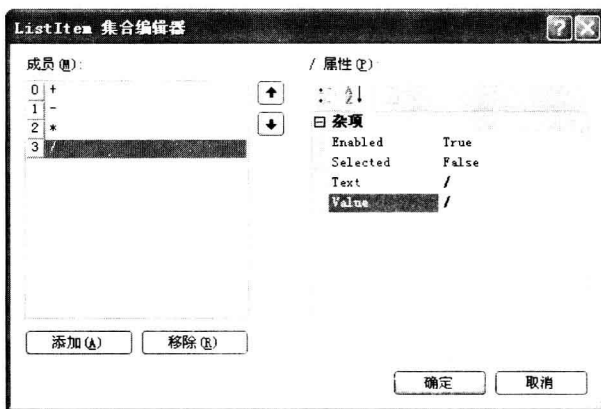 ListItem 集合编辑器
成员(M):
0 +
1 -
2 *
3 /
添加(A)
移除(R)
/ 属性(P):
杂项
Enabled True
Selected False
Text /
Value /
确定
取消